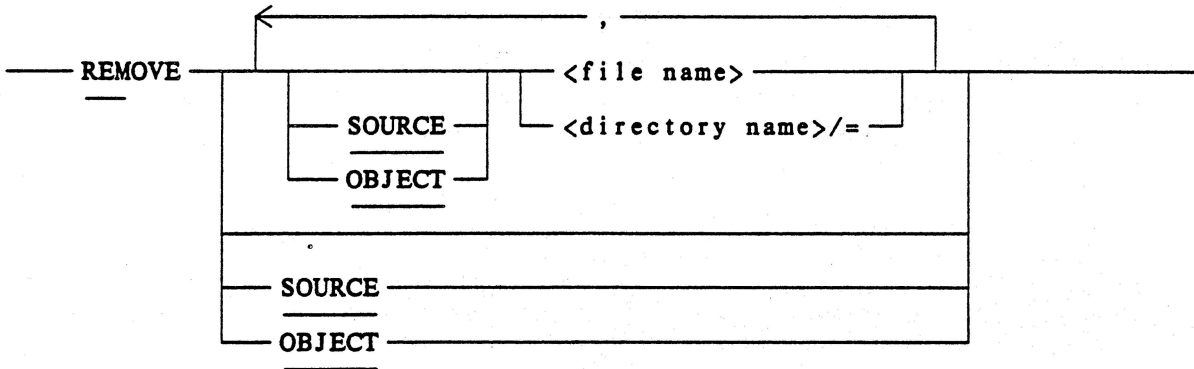 ,
REMOVE <file name>
SOURCE <directory name>/=
OBJECT
SOURCE
OBJECT